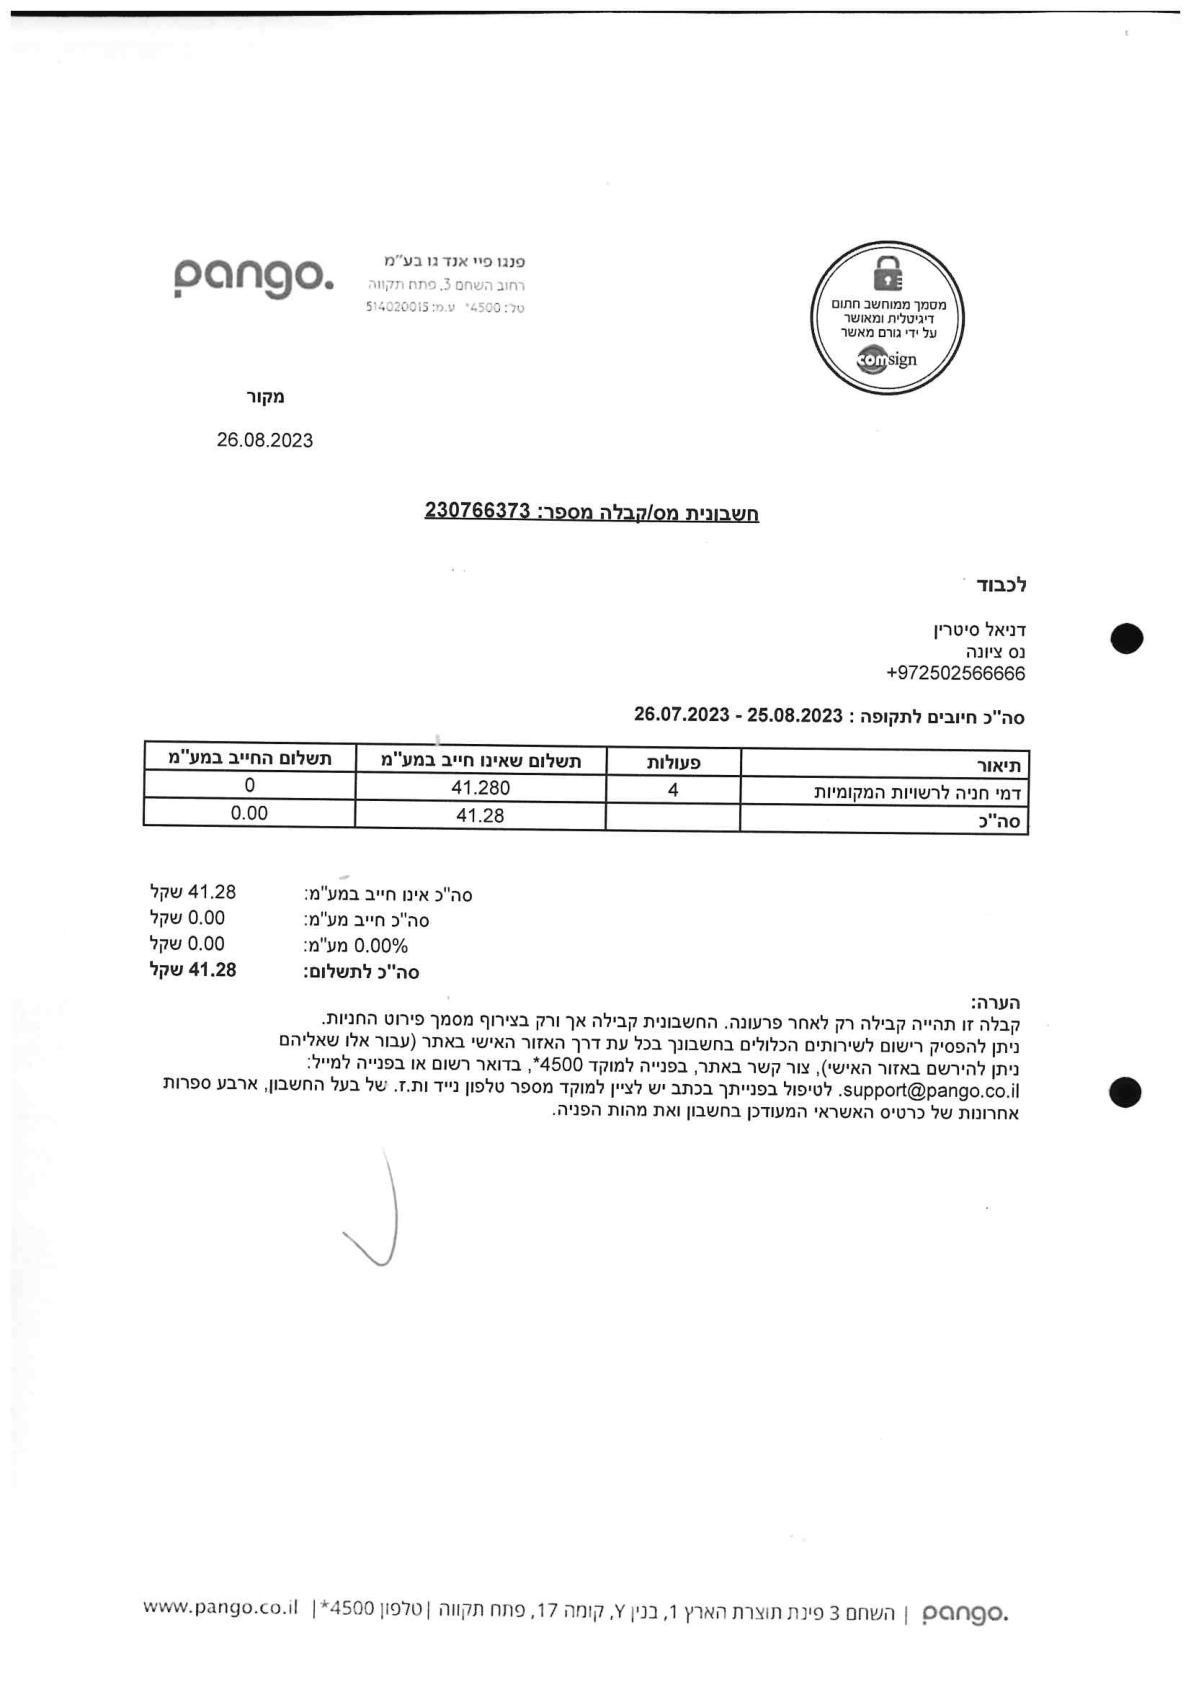 pango.
פנגו פיי אנד גו בע"מ
רחוב השחם 3, פתח תקווה
טל: 4500* ע.מ: 514020015
מסמך ממוחשב חתום
דיגיטלית ומאושר
על ידי גורם מאשר
comsign
מקור
26.08.2023
חשבונית מס/קבלה מספר: 230766373
לכבוד
דניאל סיטרין
נס ציונה
+972502566666
סה"כ חיובים לתקופה : 26.07.2023 - 25.08.2023
תיאור פעולות תשלום שאינו חייב במע"מ תשלום החייב במע"מ
דמי חניה לרשויות המקומיות 4 41.280 0
סה"כ 41.28 0.00
סה"כ אינו חייב במע"מ: 41.28 שקל
סה"כ חייב מע"מ: 0.00 שקל
0.00% מע"מ: 0.00 שקל
סה"כ לתשלום: 41.28 שקל
הערה:
קבלה זו תהייה קבילה רק לאחר פרעונה. החשבונית קבילה אך ורק בצירוף מסמך פירוט החניות.
ניתן להפסיק רישום לשירותים הכלולים בחשבונך בכל עת דרך האזור האישי באתר (עבור אלו שאליהם
ניתן להירשם באזור האישי), צור קשר באתר, בפנייה למוקד 4500*, בדואר רשום או בפנייה למייל:
support@pango.co.il. לטיפול בפנייתך בכתב יש לציין למוקד מספר טלפון נייד ות.ז. של בעל החשבון, ארבע ספרות
אחרונות של כרטיס האשראי המעודכן בחשבון ואת מהות הפניה.
pango. | השחם 3 פינת תוצרת הארץ 1, בנין Y, קומה 17, פתח תקווה | טלפון 4500* | www.pango.co.il